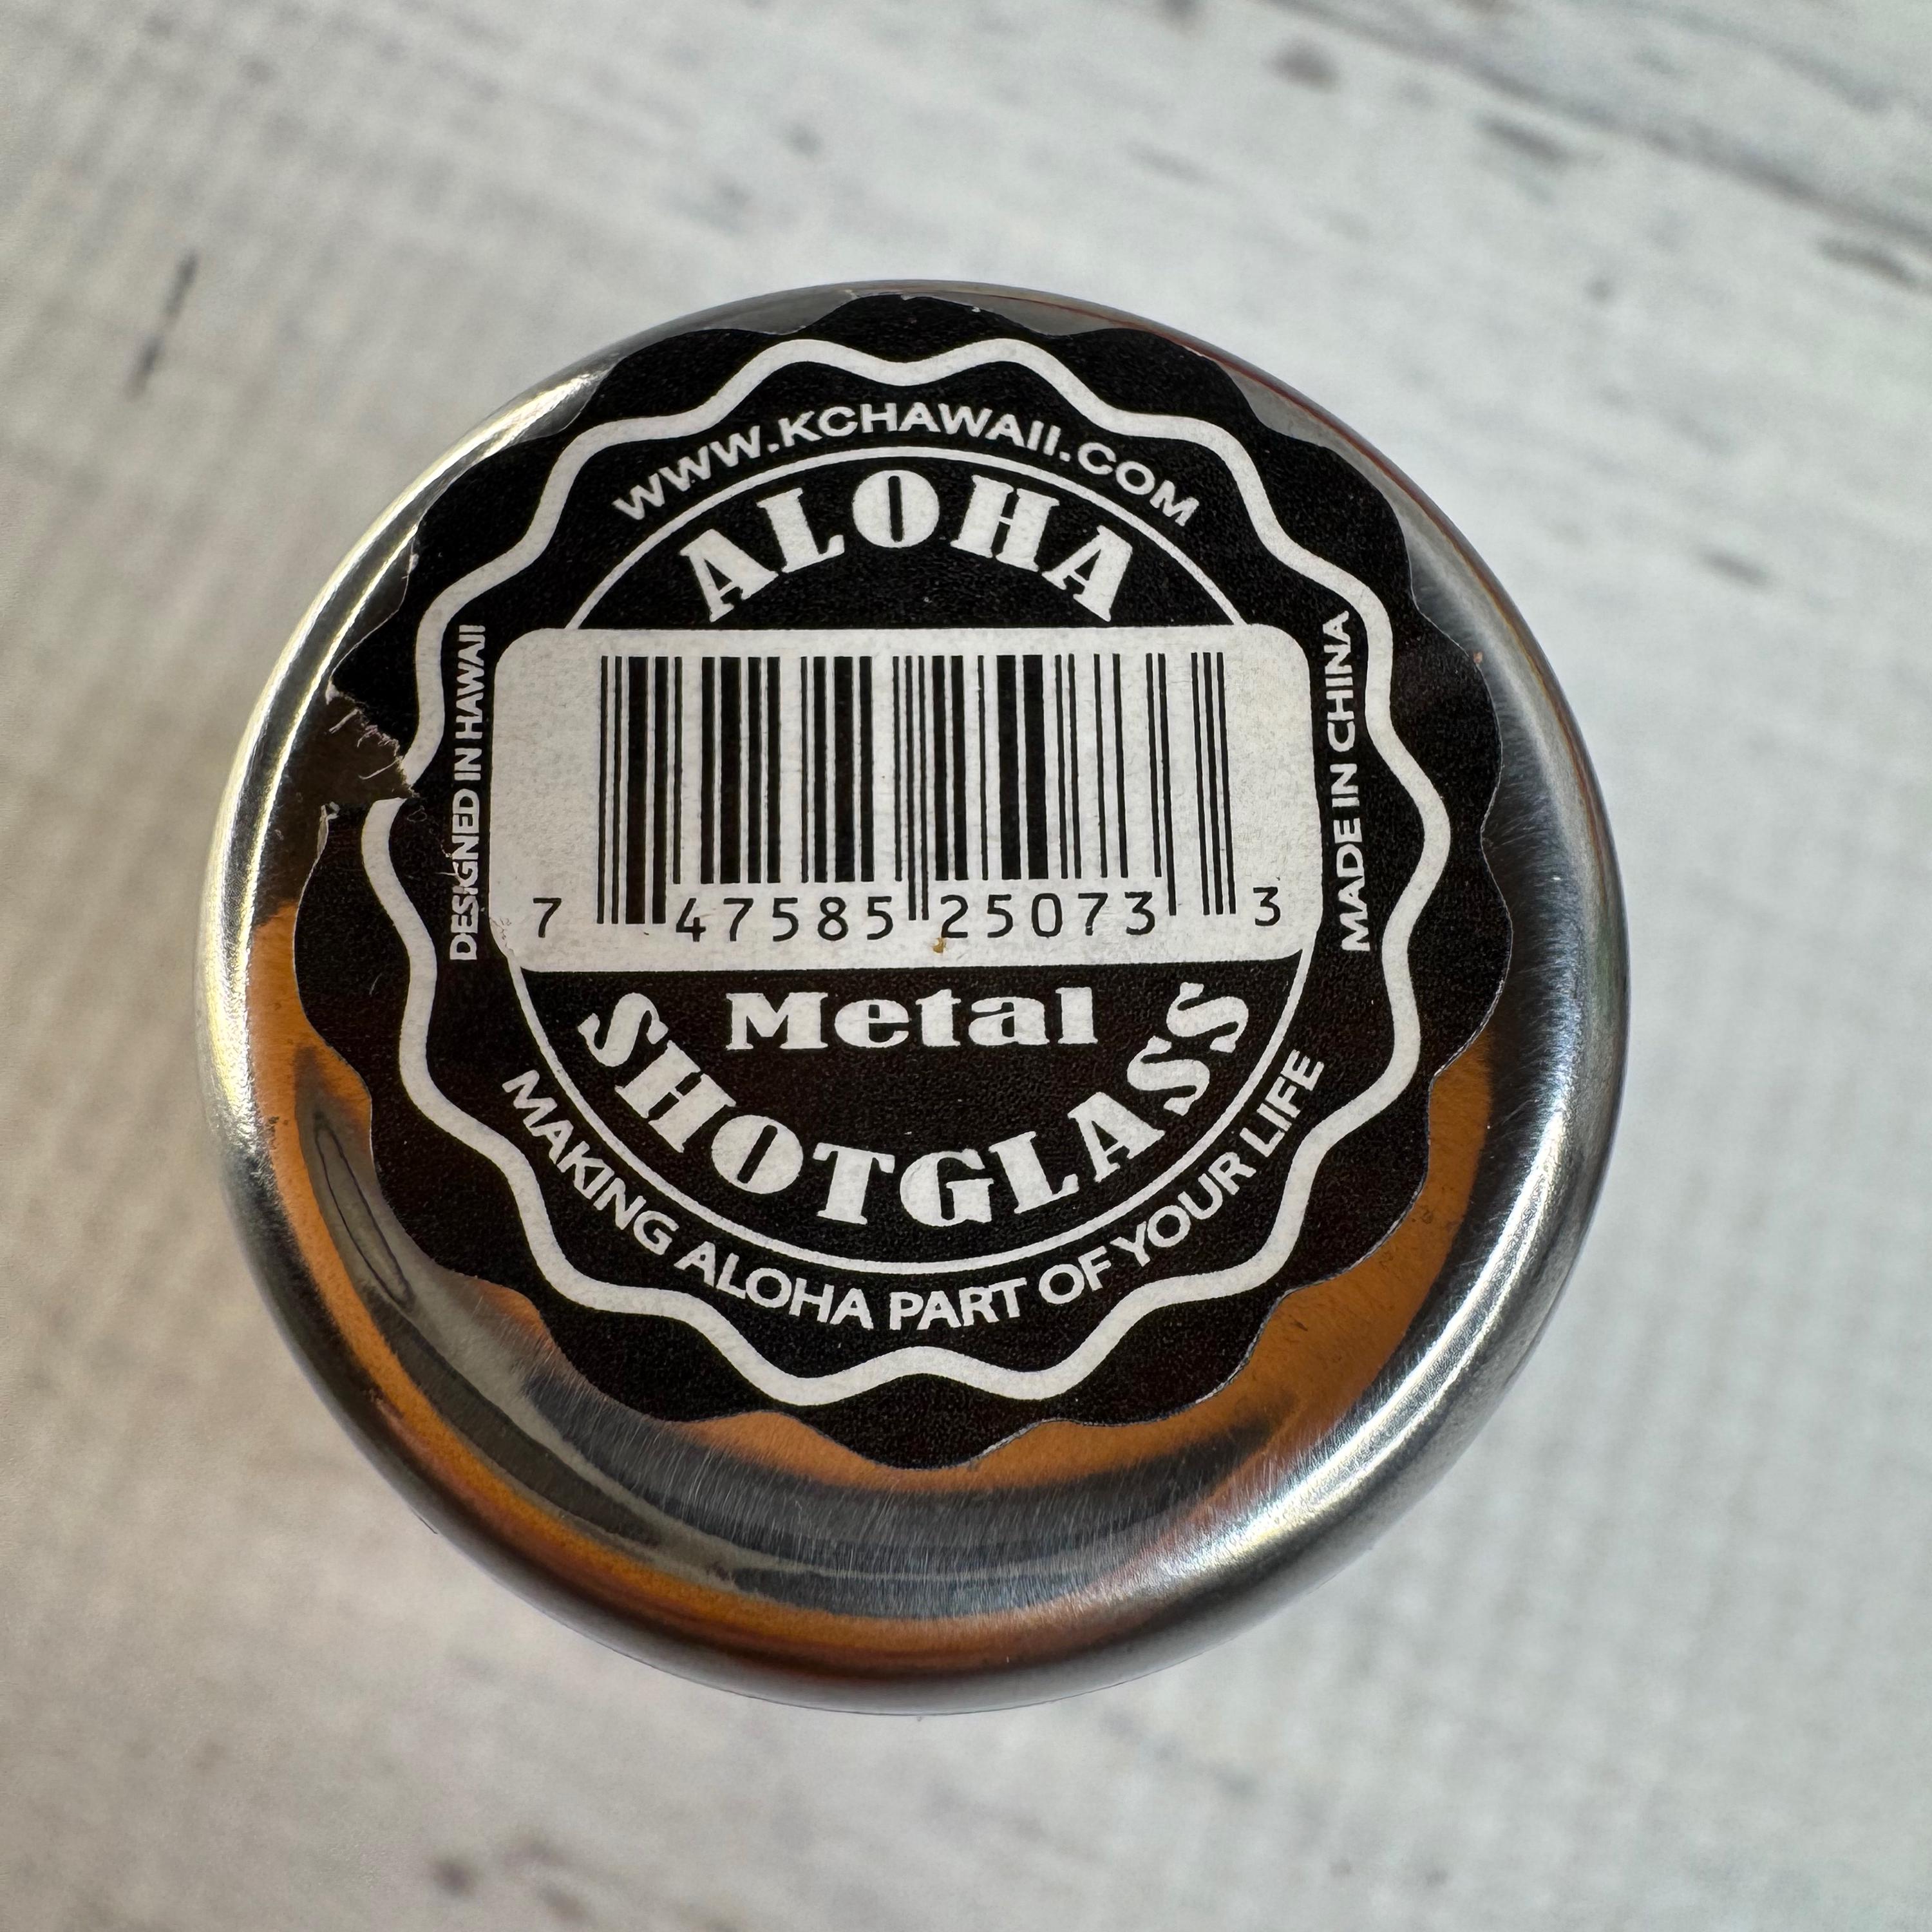 WWW.KCHAWAII.COM
ALOHA
DESIGNED IN HAWAII
MADE IN CHINA
7 47585 25073 3
Metal
SHOTGLASS
MAKING ALOHA PART OF YOUR LIFE